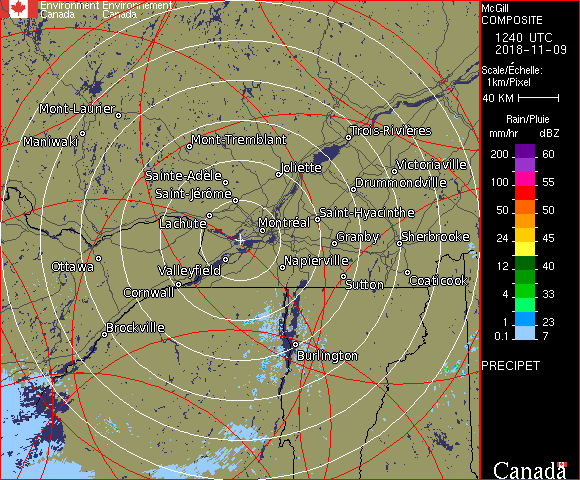 Environment Environnement
Canada Canada
McGill
COMPOSITE
1240 UTC
2018-11-09
Scale/Échelle:
1km/Pixel
40 KM
Rain/Pluie
mm/hr dBZ
200 60
100 55
50 50
24 45
12 40
4 33
1 23
0.1 7
PRECIPET
Canada
Mont-Laurier
Maniwaki
Mont-Tremblant
Trois-Rivières
Joliette
Victoriaville
Sainte-Adèle
Drummondville
Saint-Jérôme
Lachute
Saint-Hyacinthe
Montréal
Granby
Sherbrooke
Ottawa
Valleyfield
Napierville
Coaticook
Cornwall
Sutton
Brockville
Burlington